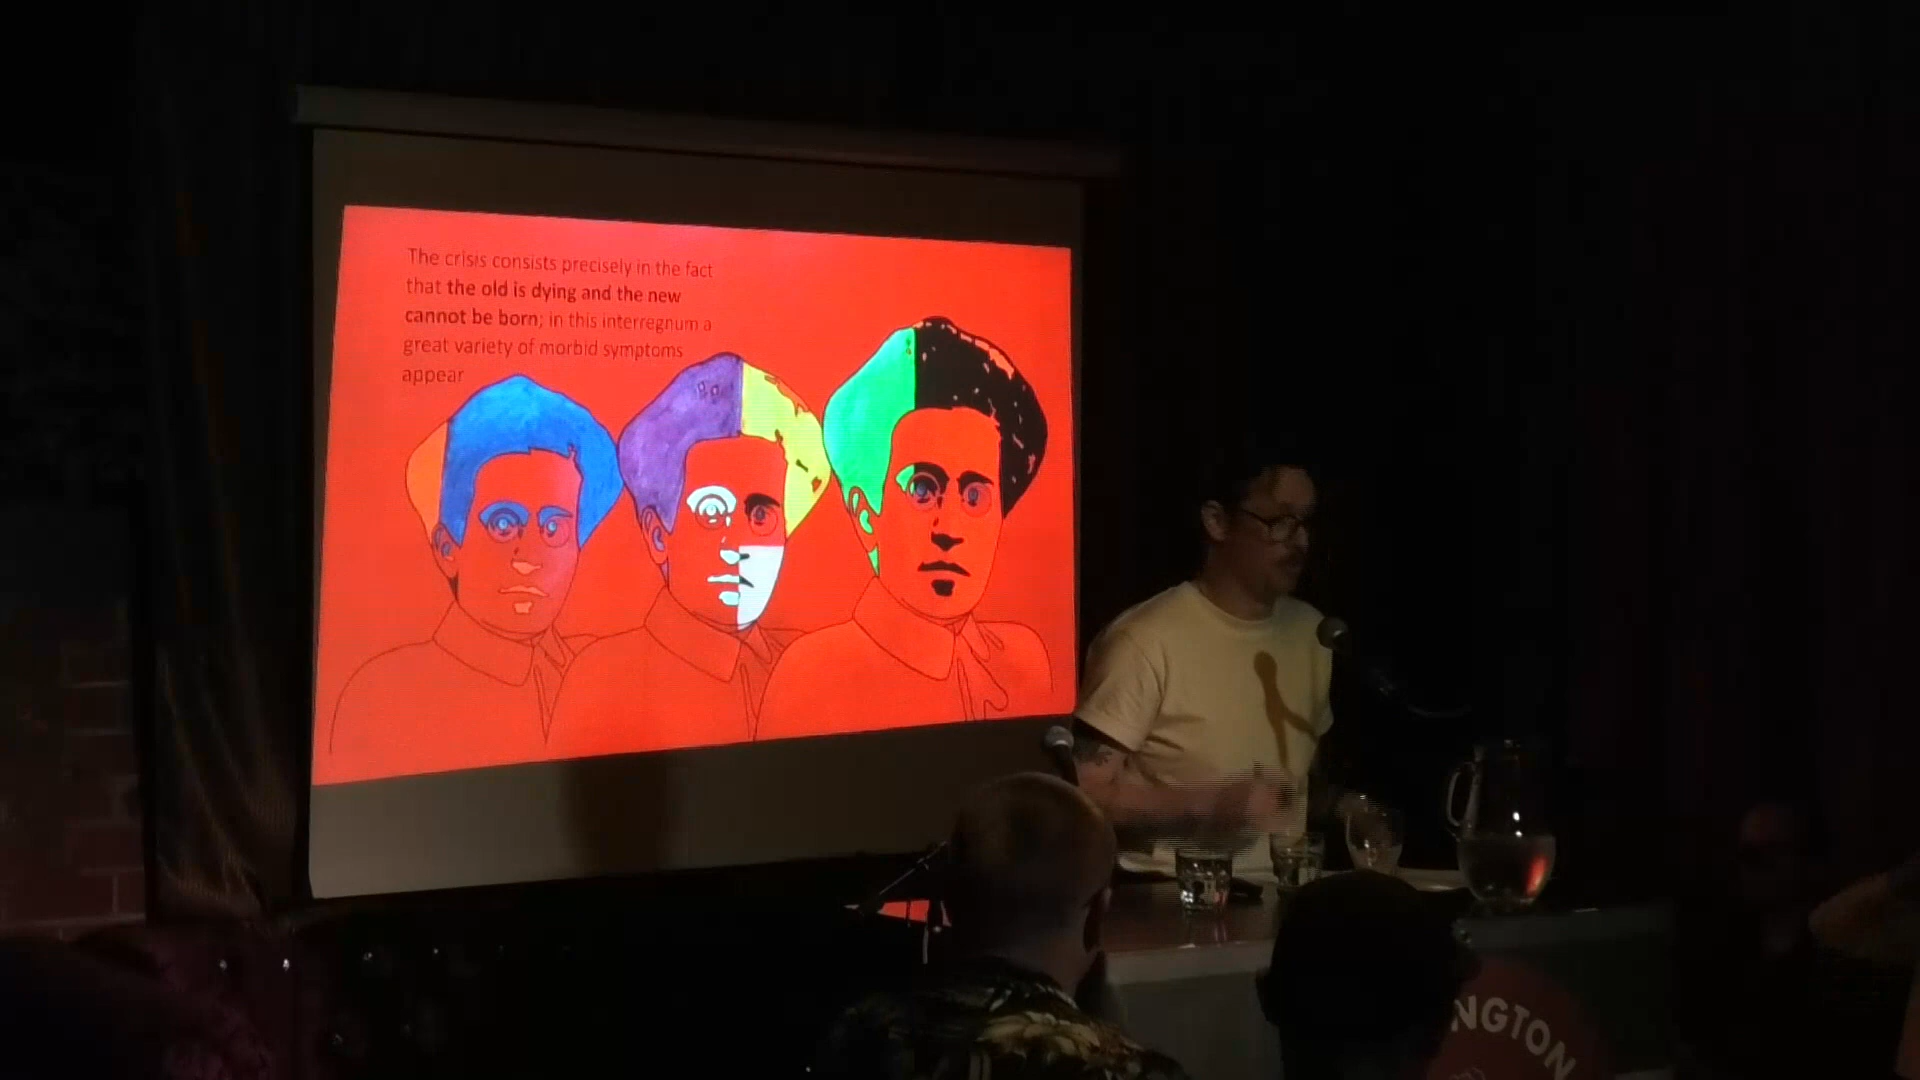 The crisis consists precisely in the fact
that the old is dying and the new
cannot be born; in this interregnum a
great variety of morbid symptoms
appear
NGTON